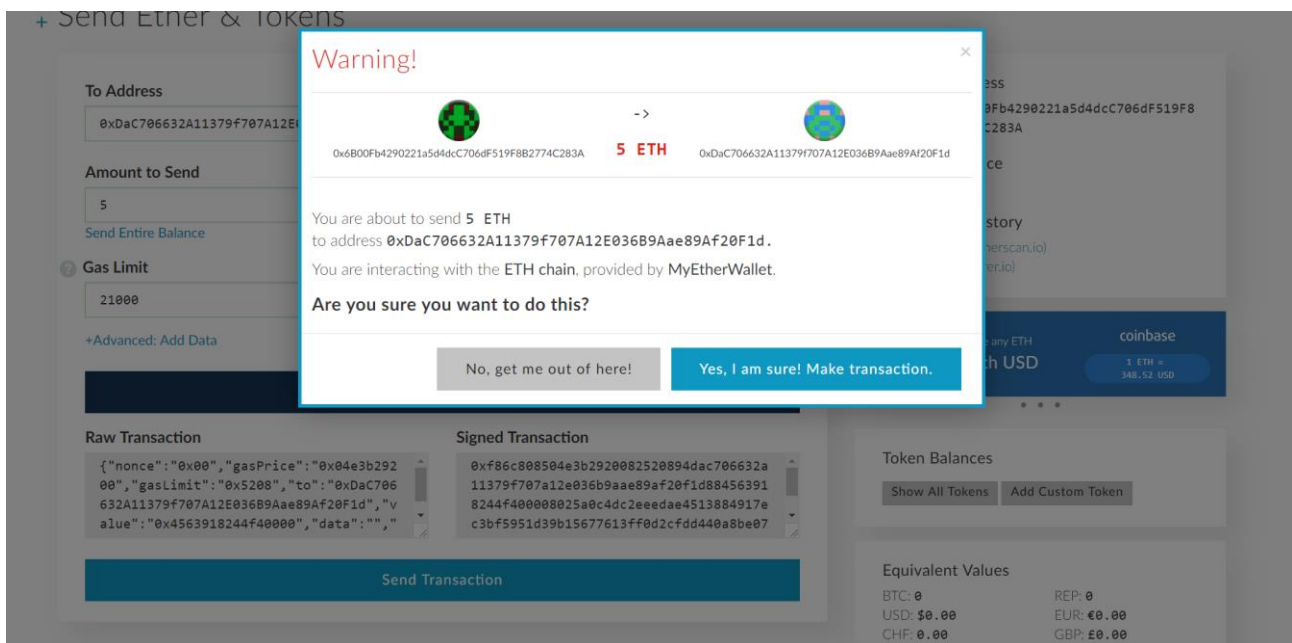 + Send Ether & Tokens
Warning!
×
->
0x6B00Fb4290221a5d4dcC706dF519F8B2774C283A
5 ETH
0xDaC706632A11379f707A12E036B9Aae89Af20F1d
You are about to send 5 ETH
to address 0xDaC706632A11379f707A12E036B9Aae89Af20F1d.
You are interacting with the ETH chain, provided by MyEtherWallet.
Are you sure you want to do this?
No, get me out of here!
Yes, I am sure! Make transaction.
To Address
0xDaC706632A11379f707A12E
Amount to Send
5
Send Entire Balance
? Gas Limit
21000
+Advanced: Add Data
Raw Transaction
{"nonce":"0x00","gasPrice":"0x04e3b292
00","gasLimit":"0x5208","to":"0xDaC706
632A11379f707A12E036B9Aae89Af20F1d","v
alue":"0x4563918244f40000","data":"","
Signed Transaction
0xf86c808504e3b2920082520894dac706632a
11379f707a12e036b9aae89af20f1d88456391
8244f400008025a0c4dc2eeedae4513884917e
c3bf5951d39b15677613ff0d2cfdd440a8be07
Send Transaction
ess
0Fb4290221a5d4dcC706dF519F8
C283A
ce
story
herscan.io)
er.io)
any ETH
h USD
coinbase
1 ETH ≈
348.52 USD
Token Balances
Show All Tokens
Add Custom Token
Equivalent Values
BTC: 0
REP: 0
USD: $0.00
EUR: €0.00
CHF: 0.00
GBP: £0.00